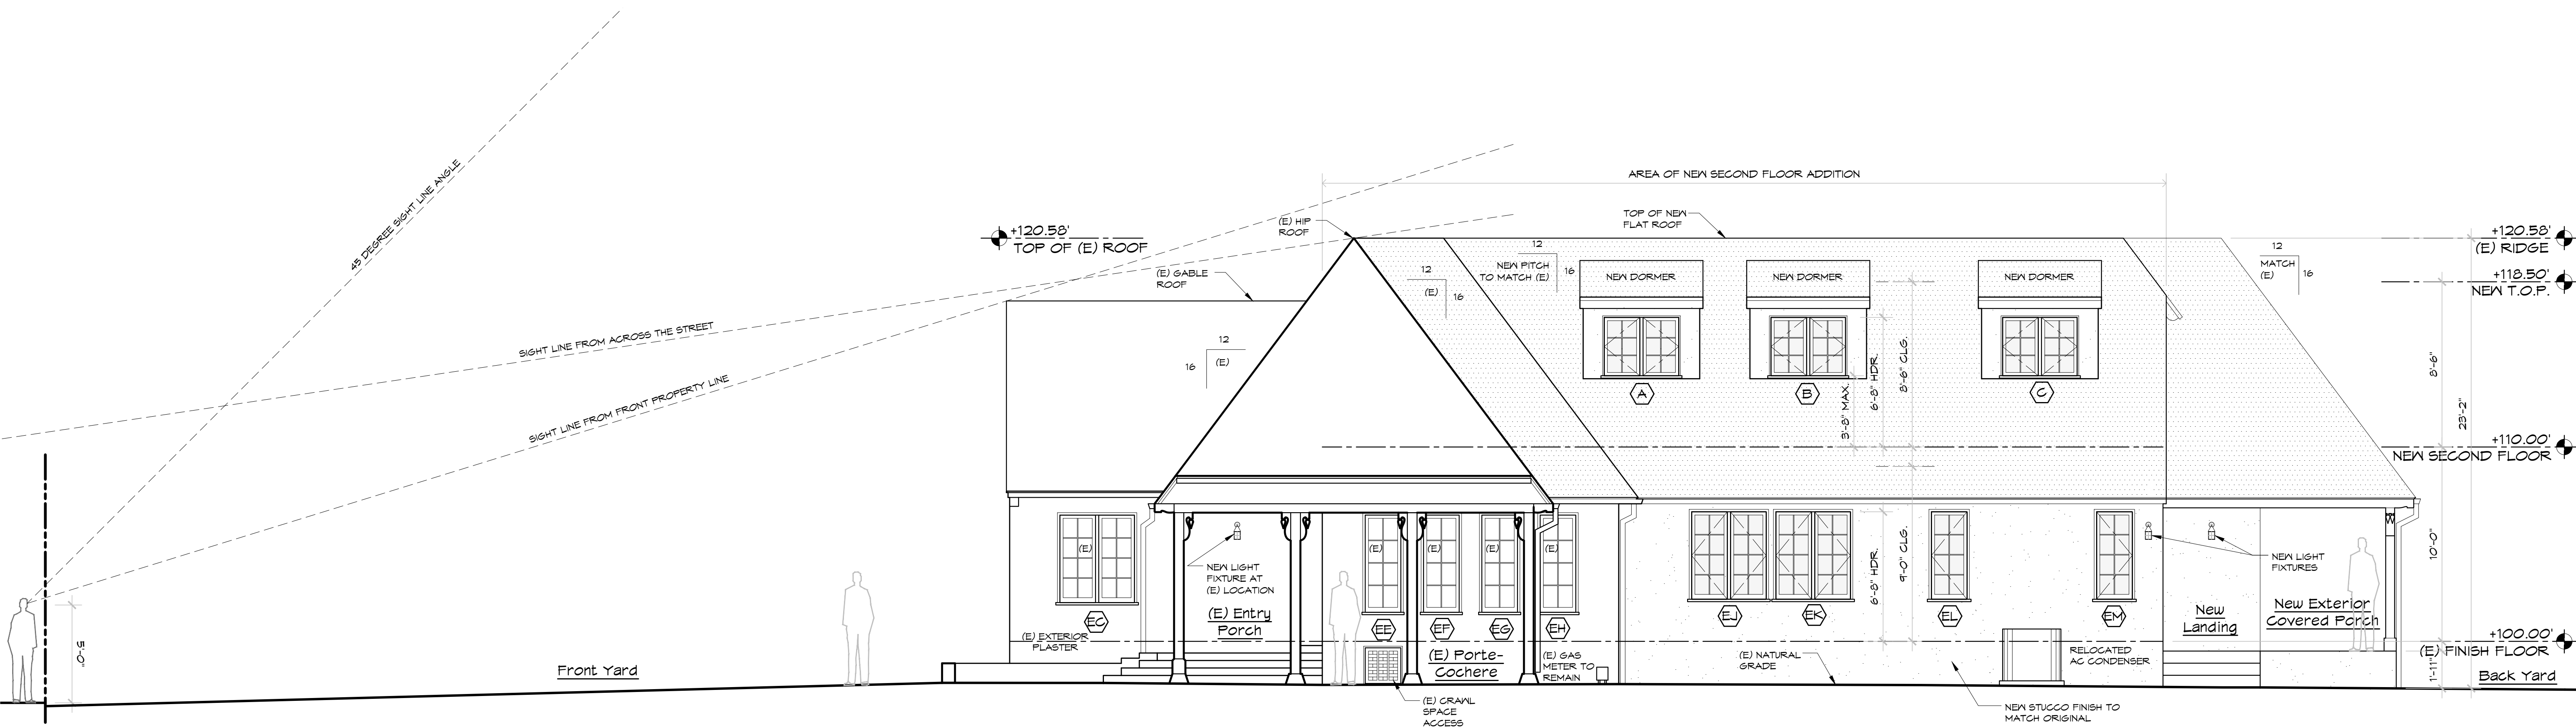 45 DEGREE SIGHT LINE ANGLE
SIGHT LINE FROM ACROSS THE STREET
SIGHT LINE FROM FRONT PROPERTY LINE
5'-0"
Front Yard
+120.58'
TOP OF (E) ROOF
(E) GABLE
ROOF
(E) HIP
ROOF
12
16
(E)
12
(E)
16
AREA OF NEW SECOND FLOOR ADDITION
TOP OF NEW
FLAT ROOF
12
NEW PITCH
TO MATCH (E)
16
NEW DORMER
NEW DORMER
NEW DORMER
A
B
C
3'-8" MAX.
6'-8" HDR.
8'-6" CLG.
12
MATCH
(E)
16
+120.58'
(E) RIDGE
+118.50'
NEW T.O.P.
8'-6"
23'-2"
+110.00'
NEW SECOND FLOOR
10'-0"
+100.00'
(E) FINISH FLOOR
1'-11"
Back Yard
(E)
EC
(E) EXTERIOR
PLASTER
NEW LIGHT
FIXTURE AT
(E) LOCATION
(E) Entry
Porch
(E)
(E)
(E)
(E)
EE
EF
EG
EH
(E) Porte-
Cochere
(E) CRAWL
SPACE
ACCESS
(E) GAS
METER TO
REMAIN
EJ
EK
EL
EM
6'-8" HDR.
9'-0" CLG.
(E) NATURAL
GRADE
RELOCATED
AC CONDENSER
NEW STUCCO FINISH TO
MATCH ORIGINAL
New
Landing
NEW LIGHT
FIXTURES
New Exterior
Covered Porch